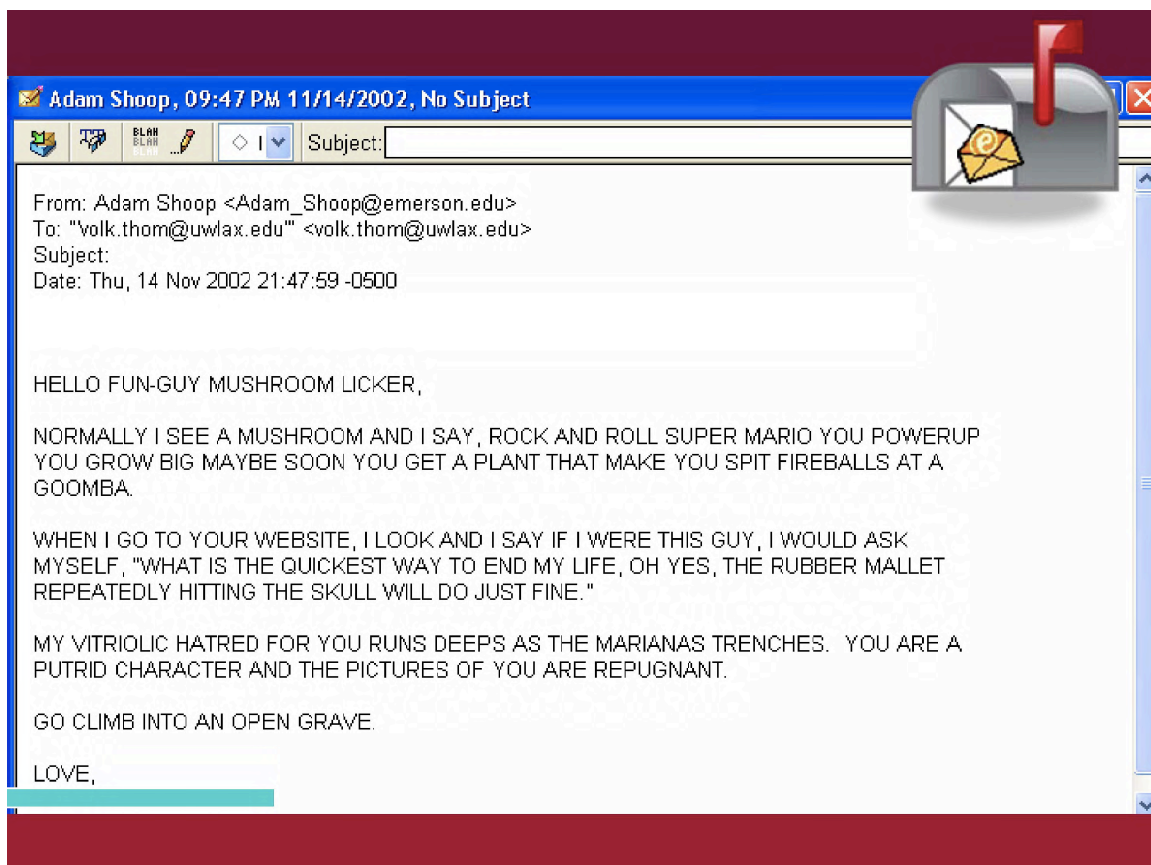 Adam Shoop, 09:47 PM 11/14/2002, No Subject
BLAH
BLAH
BLAH
Subject:
From: Adam Shoop <Adam_Shoop@emerson.edu>
To: "'volk.thom@uwlax.edu'" <volk.thom@uwlax.edu>
Subject:
Date: Thu, 14 Nov 2002 21:47:59 -0500
HELLO FUN-GUY MUSHROOM LICKER,
NORMALLY I SEE A MUSHROOM AND I SAY, ROCK AND ROLL SUPER MARIO YOU POWERUP
YOU GROW BIG MAYBE SOON YOU GET A PLANT THAT MAKE YOU SPIT FIREBALLS AT A
GOOMBA.
WHEN I GO TO YOUR WEBSITE, I LOOK AND I SAY IF I WERE THIS GUY, I WOULD ASK
MYSELF, "WHAT IS THE QUICKEST WAY TO END MY LIFE, OH YES, THE RUBBER MALLET
REPEATEDLY HITTING THE SKULL WILL DO JUST FINE."
MY VITRIOLIC HATRED FOR YOU RUNS DEEPS AS THE MARIANAS TRENCHES.  YOU ARE A
PUTRID CHARACTER AND THE PICTURES OF YOU ARE REPUGNANT.
GO CLIMB INTO AN OPEN GRAVE.
LOVE,